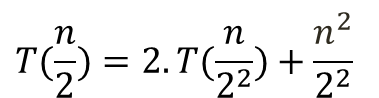 T(n/2) = 2.T(n/2²) + n²/2²